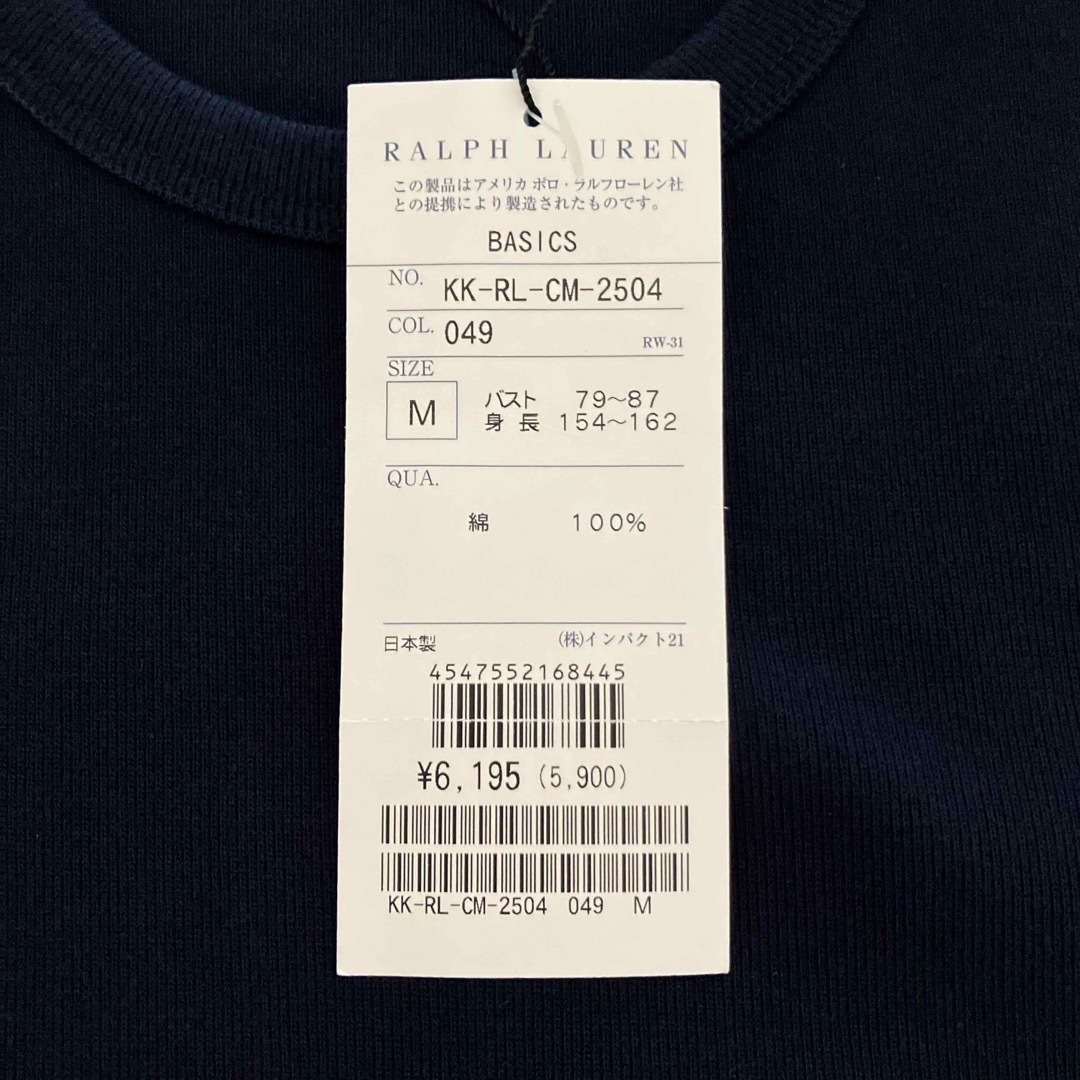 RALPH LAUREN
この製品はアメリカ ポロ・ラルフローレン社
との提携により製造されたものです。
BASICS
NO. KK-RL-CM-2504
COL. 049 RW-31
SIZE
M バスト 79～87
身 長 154～162
QUA.
綿 100%
日本製 (株)インパクト21
4547552168445
¥6,195 (5,900)
KK-RL-CM-2504 049 M